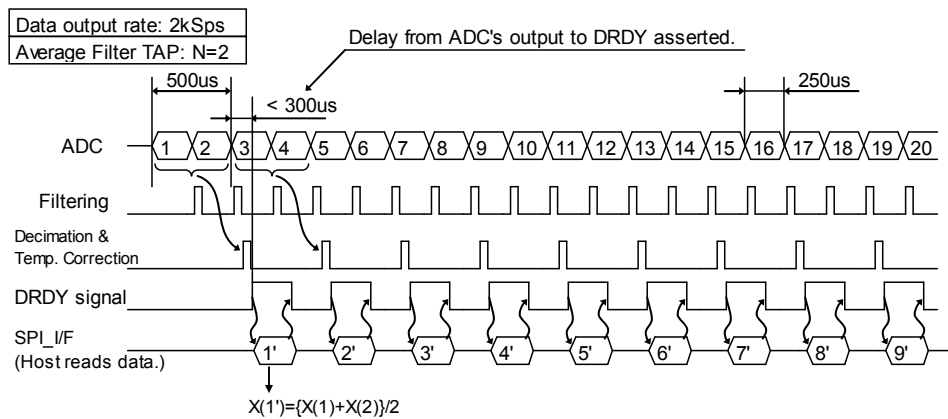 Data output rate: 2kSps
Average Filter TAP: N=2
Delay from ADC's output to DRDY asserted.
500us
< 300us
250us
ADC
1 2 3 4 5 6 7 8 9 10 11 12 13 14 15 16 17 18 19 20
Filtering
Decimation &
Temp. Correction
DRDY signal
SPI_I/F
(Host reads data.)
1' 2' 3' 4' 5' 6' 7' 8' 9'
X(1')={X(1)+X(2)}/2